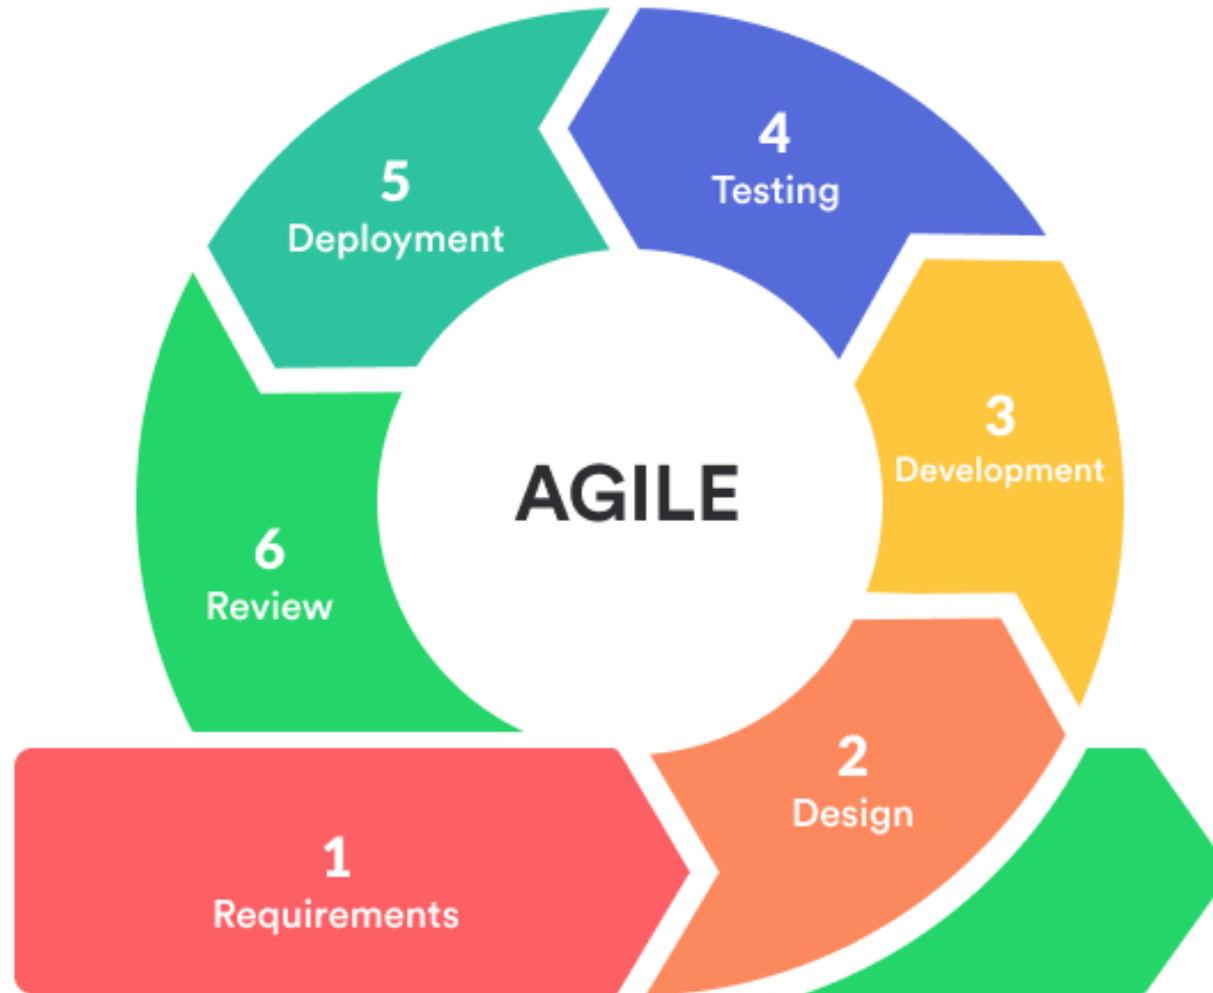 5
Deployment
4
Testing
3
Development
AGILE
6
Review
2
Design
1
Requirements